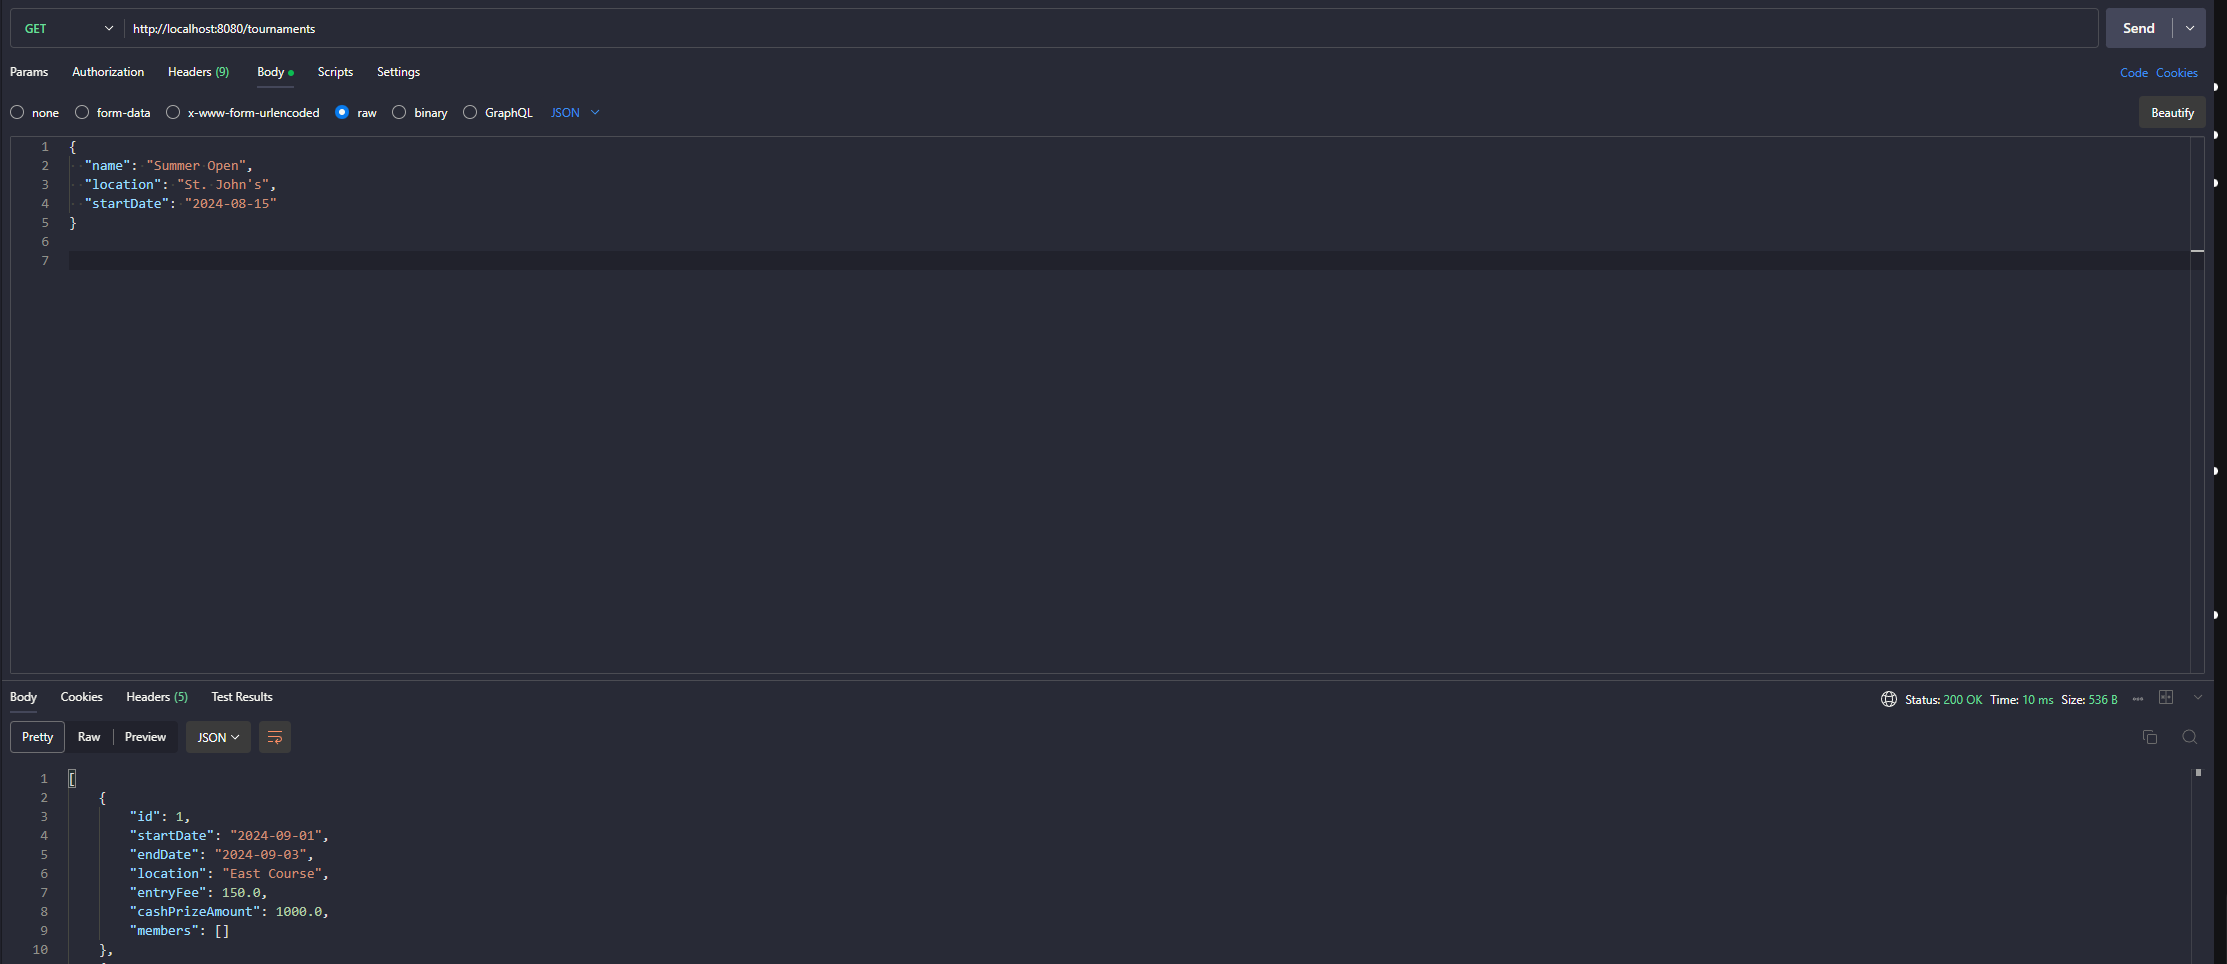 GET http://localhost:8080/tournaments Send
Params Authorization Headers (9) Body Scripts Settings Code Cookies
none form-data x-www-form-urlencoded raw binary GraphQL JSON Beautify
1 {
2 "name": "Summer Open",
3 "location": "St. John's",
4 "startDate": "2024-08-15"
5 }
6
7
Body Cookies Headers (5) Test Results Status: 200 OK Time: 10 ms Size: 536 B
Pretty Raw Preview JSON
1 [
2 {
3 "id": 1,
4 "startDate": "2024-09-01",
5 "endDate": "2024-09-03",
6 "location": "East Course",
7 "entryFee": 150.0,
8 "cashPrizeAmount": 1000.0,
9 "members": []
10 },